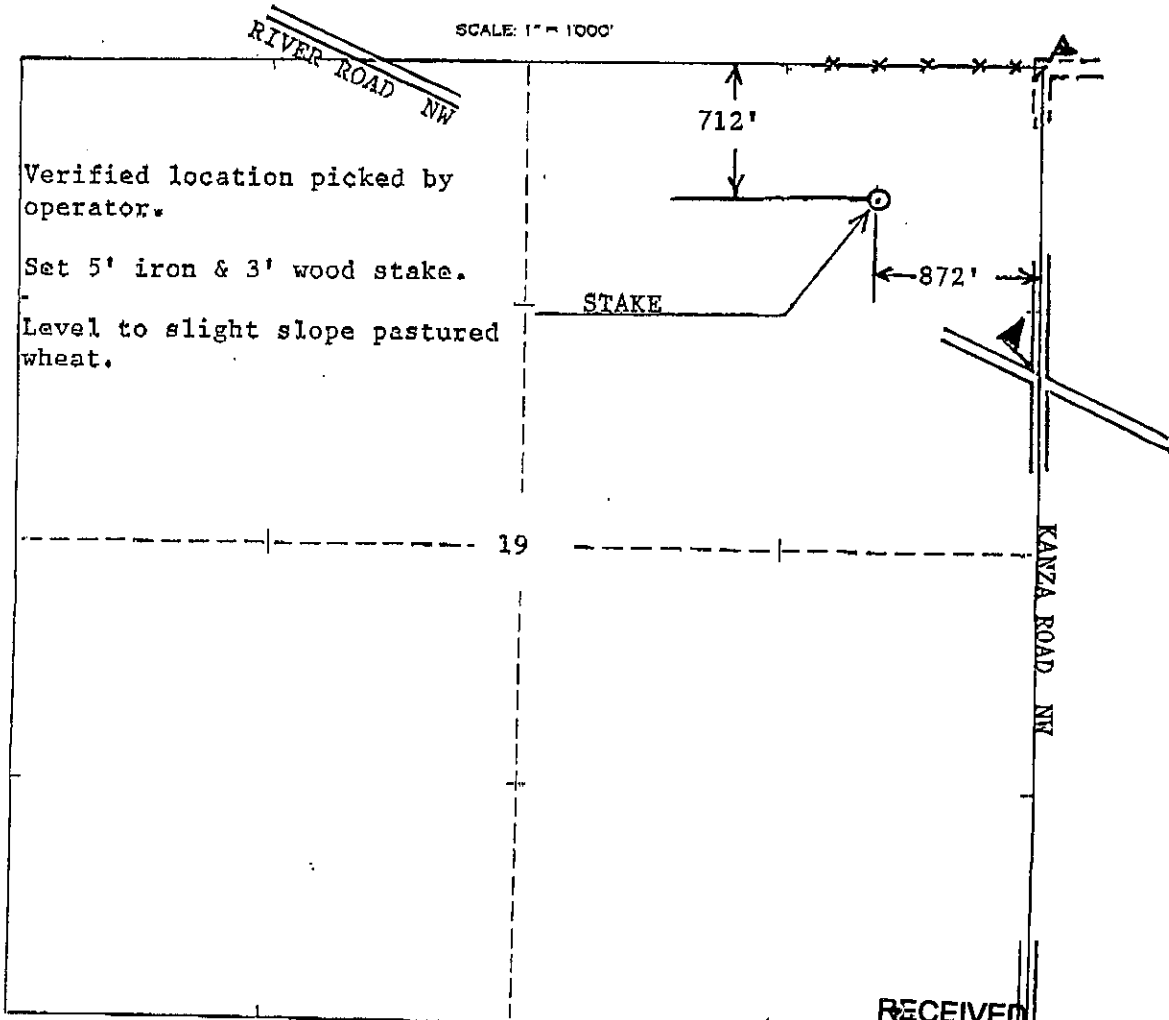 SCALE: 1" = 1000'
RIVER ROAD NW
712'
Verified location picked by
operator.
Set 5' iron & 3' wood stake.
872'
STAKE
Level to slight slope pastured
wheat.
19
KANZA ROAD NW
RECEIVED